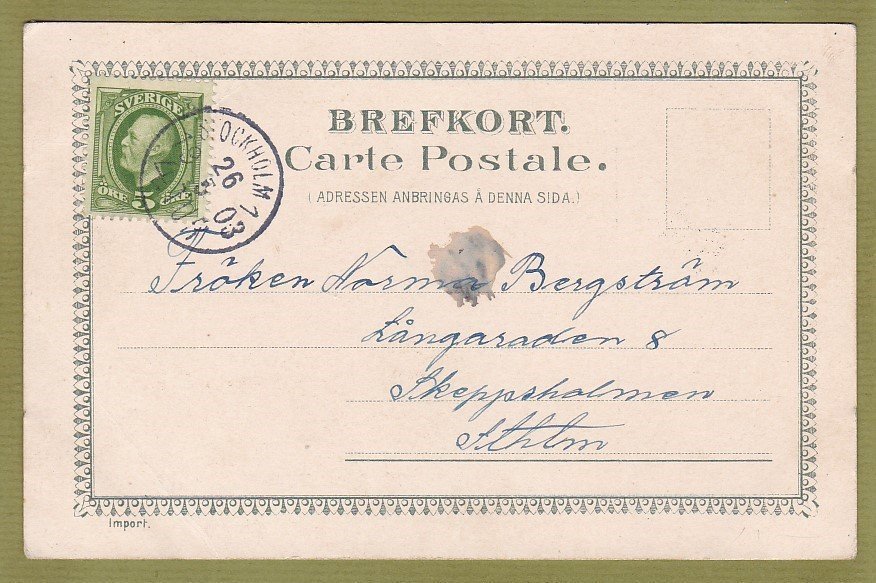 SVERIGE
5
ÖRE ÖRE
STOCKHOLM 13
26
03
BREFKORT.
Carte Postale.
(ADRESSEN ANBRINGAS Å DENNA SIDA.)
Fröken Norma Bergström
Långaraden 8
Skeppsholmen
Sthlm
Import.